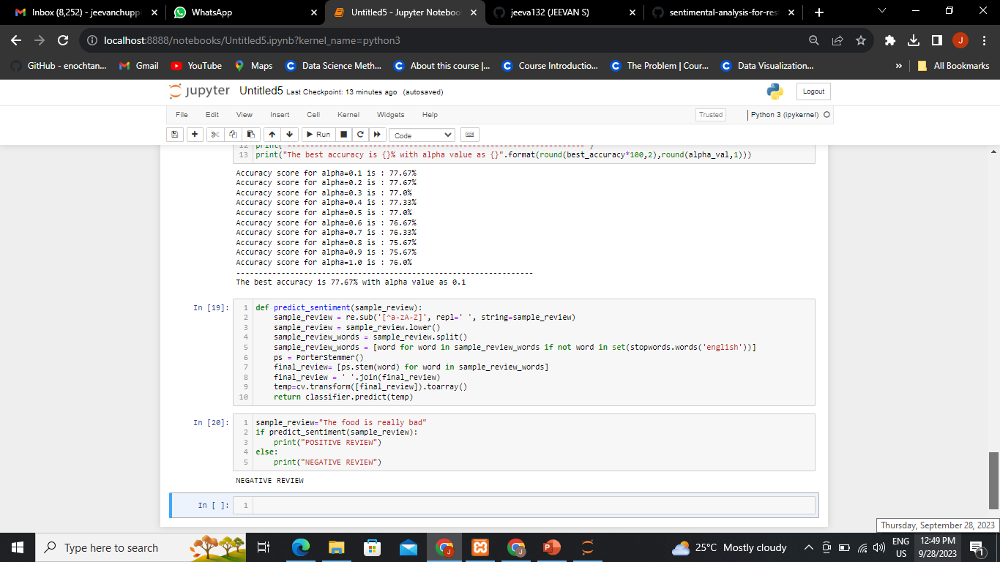 Inbox (8,252) - jeevanchuppi
WhatsApp
Untitled5 - Jupyter Noteboo
jeeva132 (JEEVAN S)
sentimental-analysis-for-res
localhost:8888/notebooks/Untitled5.ipynb?kernel_name=python3
J
GitHub - enochtan...
Gmail
YouTube
Maps
Data Science Meth...
About this course |...
Course Introductio...
The Problem | Cour...
Data Visualization...
»
All Bookmarks
jupyter Untitled5 Last Checkpoint: 13 minutes ago (autosaved)
Logout
File Edit View Insert Cell Kernel Widgets Help
Trusted
Python 3 (ipykernel)
Run
Code
13 print("The best accuracy is {}% with alpha value as {}".format(round(best_accuracy*100,2),round(alpha_val,1)))
Accuracy score for alpha=0.1 is : 77.67%
Accuracy score for alpha=0.2 is : 77.67%
Accuracy score for alpha=0.3 is : 77.0%
Accuracy score for alpha=0.4 is : 77.33%
Accuracy score for alpha=0.5 is : 77.0%
Accuracy score for alpha=0.6 is : 76.67%
Accuracy score for alpha=0.7 is : 76.33%
Accuracy score for alpha=0.8 is : 75.67%
Accuracy score for alpha=0.9 is : 75.67%
Accuracy score for alpha=1.0 is : 76.0%
------------------------------------------------------------------
The best accuracy is 77.67% with alpha value as 0.1
In [19]:
1 def predict_sentiment(sample_review):
2     sample_review = re.sub('[^a-zA-Z]', repl=' ', string=sample_review)
3     sample_review = sample_review.lower()
4     sample_review_words = sample_review.split()
5     sample_review_words = [word for word in sample_review_words if not word in set(stopwords.words('english'))]
6     ps = PorterStemmer()
7     final_review= [ps.stem(word) for word in sample_review_words]
8     final_review = ' '.join(final_review)
9     temp=cv.transform([final_review]).toarray()
10     return classifier.predict(temp)
In [20]:
1 sample_review="The food is really bad"
2 if predict_sentiment(sample_review):
3     print("POSITIVE REVIEW")
4 else:
5     print("NEGATIVE REVIEW")
NEGATIVE REVIEW
In [ ]: 1
Thursday, September 28, 2023
Type here to search
25°C Mostly cloudy
ENG
US
12:49 PM
9/28/2023
1